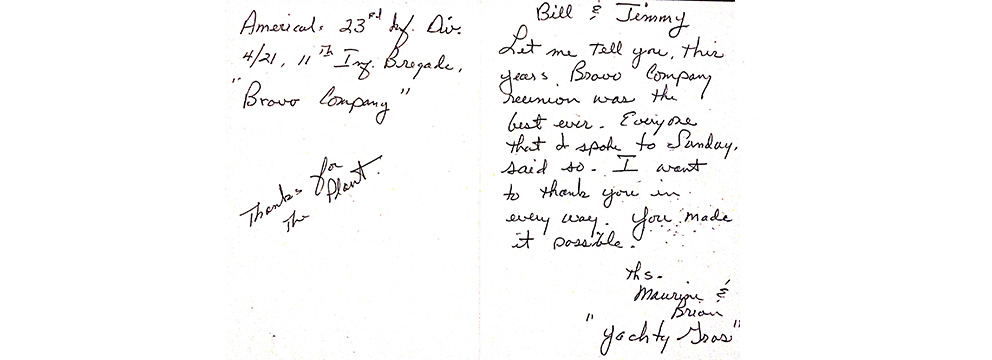 Americal. 23rd Inf. Div.
4/21, 11th Inf. Bregade,
"Bravo Company"
Thanks for
The Plant.
Bill & Jimmy
Let me tell you, this
years Bravo Company
reunion was the
best ever. Everyone
that I spoke to Sunday,
said so. I want
to thank you in
every way. You made
it possible.
ths-
Maurine &
Brian
"yachty Gras"